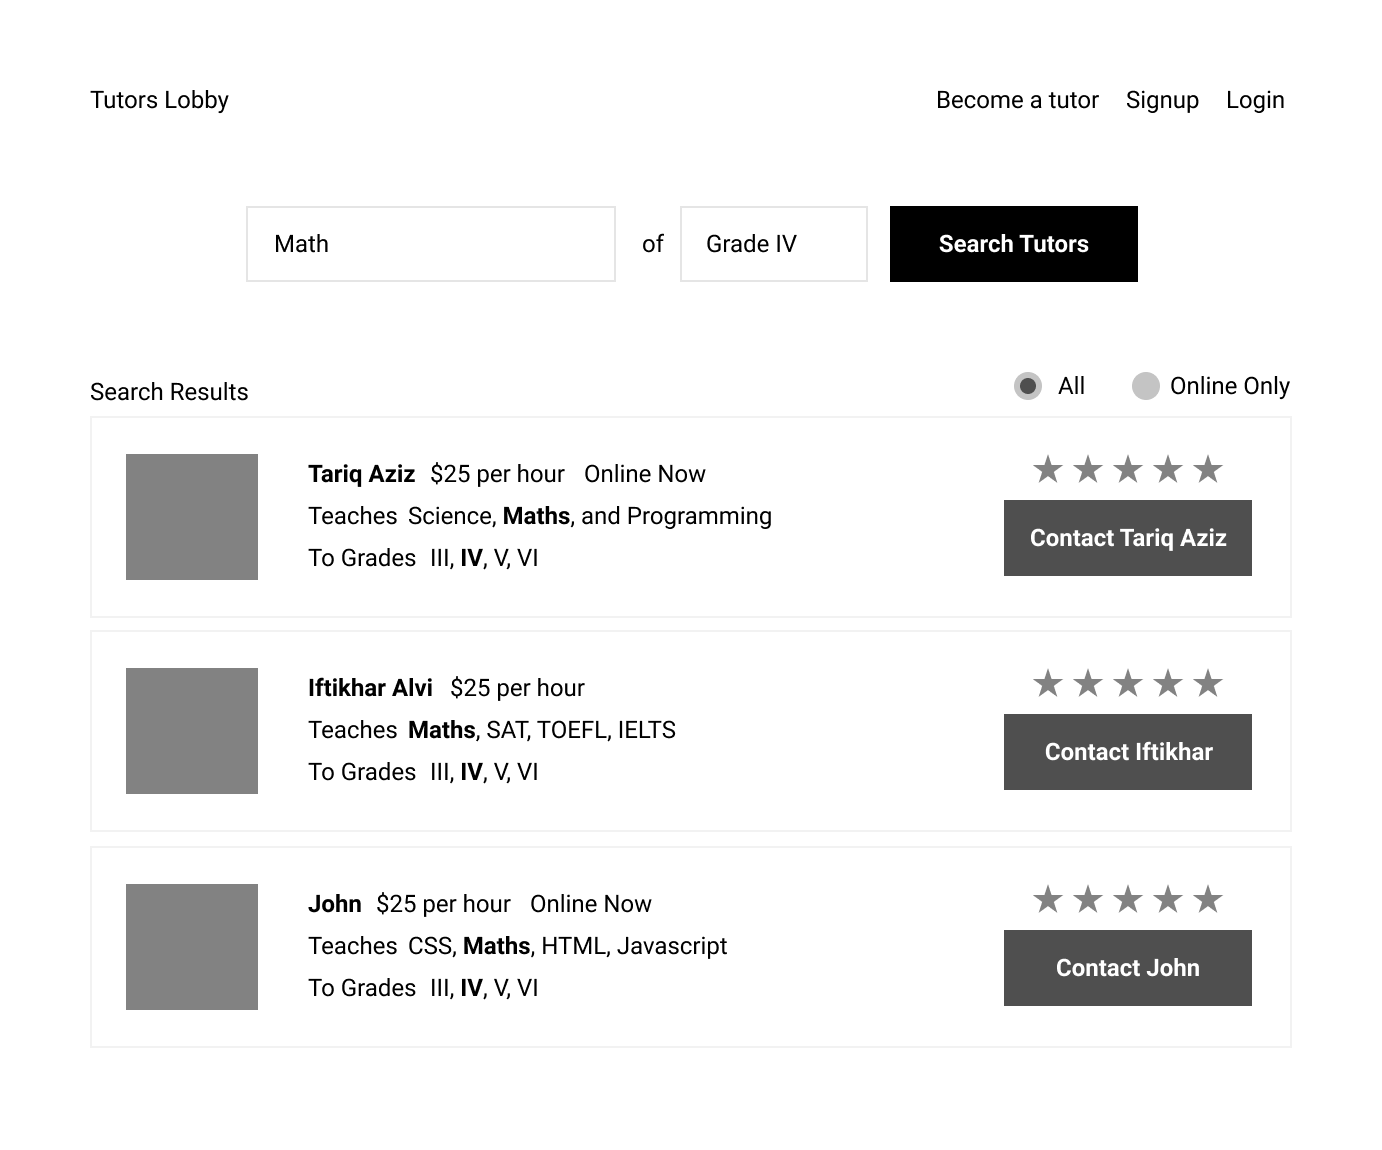 Tutors Lobby
Become a tutor Signup Login
Math of Grade IV Search Tutors
Search Results
All Online Only
Tariq Aziz $25 per hour Online Now
Teaches Science, Maths, and Programming
To Grades III, IV, V, VI
Contact Tariq Aziz
Iftikhar Alvi $25 per hour
Teaches Maths, SAT, TOEFL, IELTS
To Grades III, IV, V, VI
Contact Iftikhar
John $25 per hour Online Now
Teaches CSS, Maths, HTML, Javascript
To Grades III, IV, V, VI
Contact John